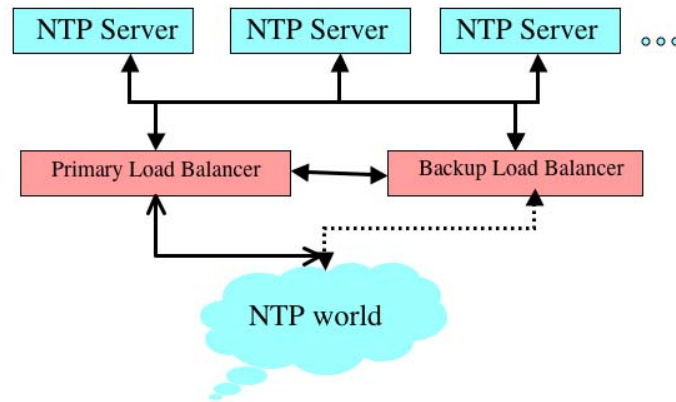 NTP Server
NTP Server
NTP Server
Primary Load Balancer
Backup Load Balancer
NTP world